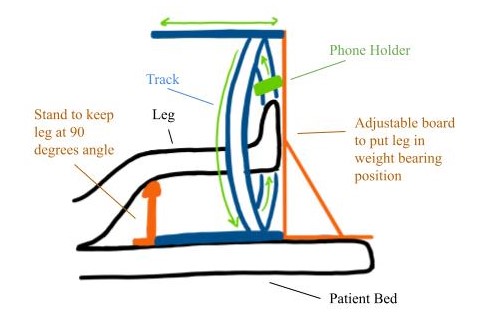 Phone Holder
Track
Stand to keep
leg at 90
degrees angle
Leg
Adjustable board
to put leg in
weight bearing
position
Patient Bed